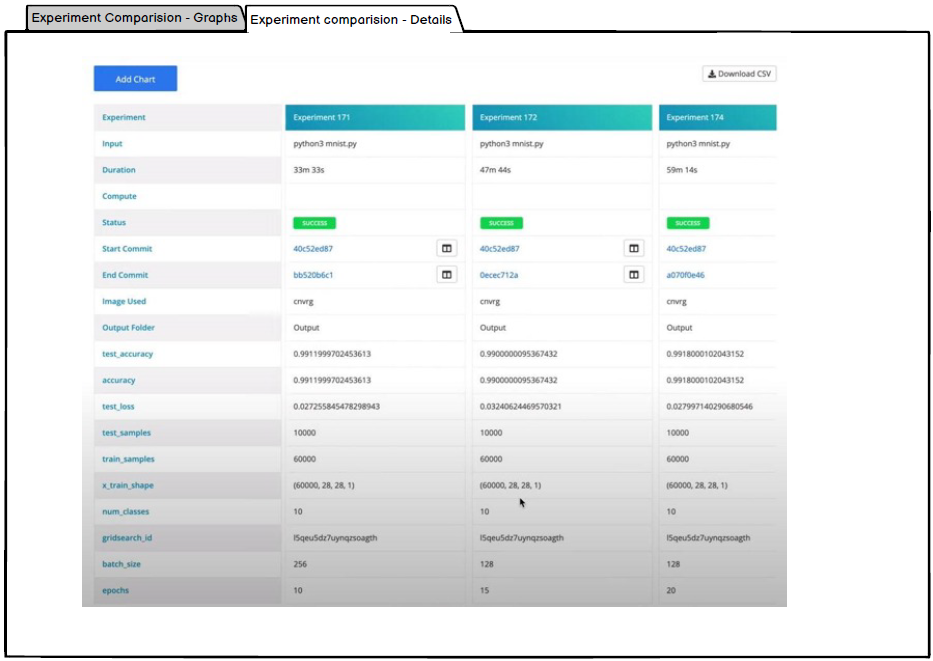 Experiment Comparision - Graphs
Experiment comparision - Details
Add Chart
Download CSV
Experiment Experiment 171 Experiment 172 Experiment 174
Input python3 mnist.py python3 mnist.py python3 mnist.py
Duration 33m 33s 47m 44s 59m 14s
Compute
Status SUCCESS SUCCESS SUCCESS
Start Commit 40c52ed87 40c52ed87 40c52ed87
End Commit bb520b6c1 0ecec712a a070f0e46
Image Used cnvrg cnvrg cnvrg
Output Folder Output Output Output
test_accuracy 0.9911999702453613 0.9900000095367432 0.9918000102043152
accuracy 0.9911999702453613 0.9900000095367432 0.9918000102043152
test_loss 0.027255845478298943 0.03240624469570321 0.027997140290680546
test_samples 10000 10000 10000
train_samples 60000 60000 60000
x_train_shape (60000, 28, 28, 1) (60000, 28, 28, 1) (60000, 28, 28, 1)
num_classes 10 10 10
gridsearch_id l5qeu5dz7uynqzsoagth l5qeu5dz7uynqzsoagth l5qeu5dz7uynqzsoagth
batch_size 256 128 128
epochs 10 15 20